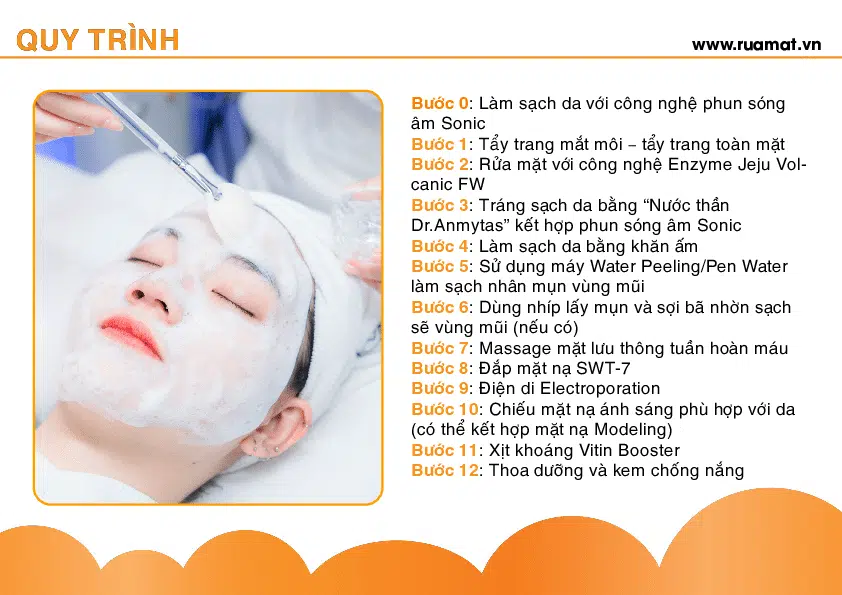 QUY TRÌNH
www.ruamat.vn
Bước 0: Làm sạch da với công nghệ phun sóng
âm Sonic
Bước 1: Tẩy trang mắt môi – tẩy trang toàn mặt
Bước 2: Rửa mặt với công nghệ Enzyme Jeju Vol-
canic FW
Bước 3: Tráng sạch da bằng “Nước thần
Dr.Anmytas” kết hợp phun sóng âm Sonic
Bước 4: Làm sạch da bằng khăn ấm
Bước 5: Sử dụng máy Water Peeling/Pen Water
làm sạch nhân mụn vùng mũi
Bước 6: Dùng nhíp lấy mụn và sợi bã nhờn sạch
sẽ vùng mũi (nếu có)
Bước 7: Massage mặt lưu thông tuần hoàn máu
Bước 8: Đắp mặt nạ SWT-7
Bước 9: Điện di Electroporation
Bước 10: Chiếu mặt nạ ánh sáng phù hợp với da
(có thể kết hợp mặt nạ Modeling)
Bước 11: Xịt khoáng Vitin Booster
Bước 12: Thoa dưỡng và kem chống nắng